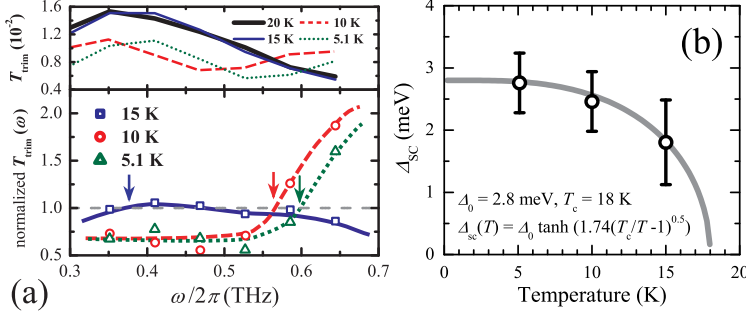 1.6
1.2
0.8
0.4
T_trim (10^-2)
20 K
10 K
15 K
5.1 K
2.0
1.5
1.0
0.5
normalized T_trim (ω)
15 K
10 K
5.1 K
0.3 0.4 0.5 0.6 0.7
ω/2π (THz)
(a)
4
3
2
1
0
Δ_SC (meV)
(b)
Δ_0 = 2.8 meV, T_c = 18 K
Δ_sc(T) = Δ_0 tanh (1.74(T_c/T -1)^0.5)
0 5 10 15 20
Temperature (K)